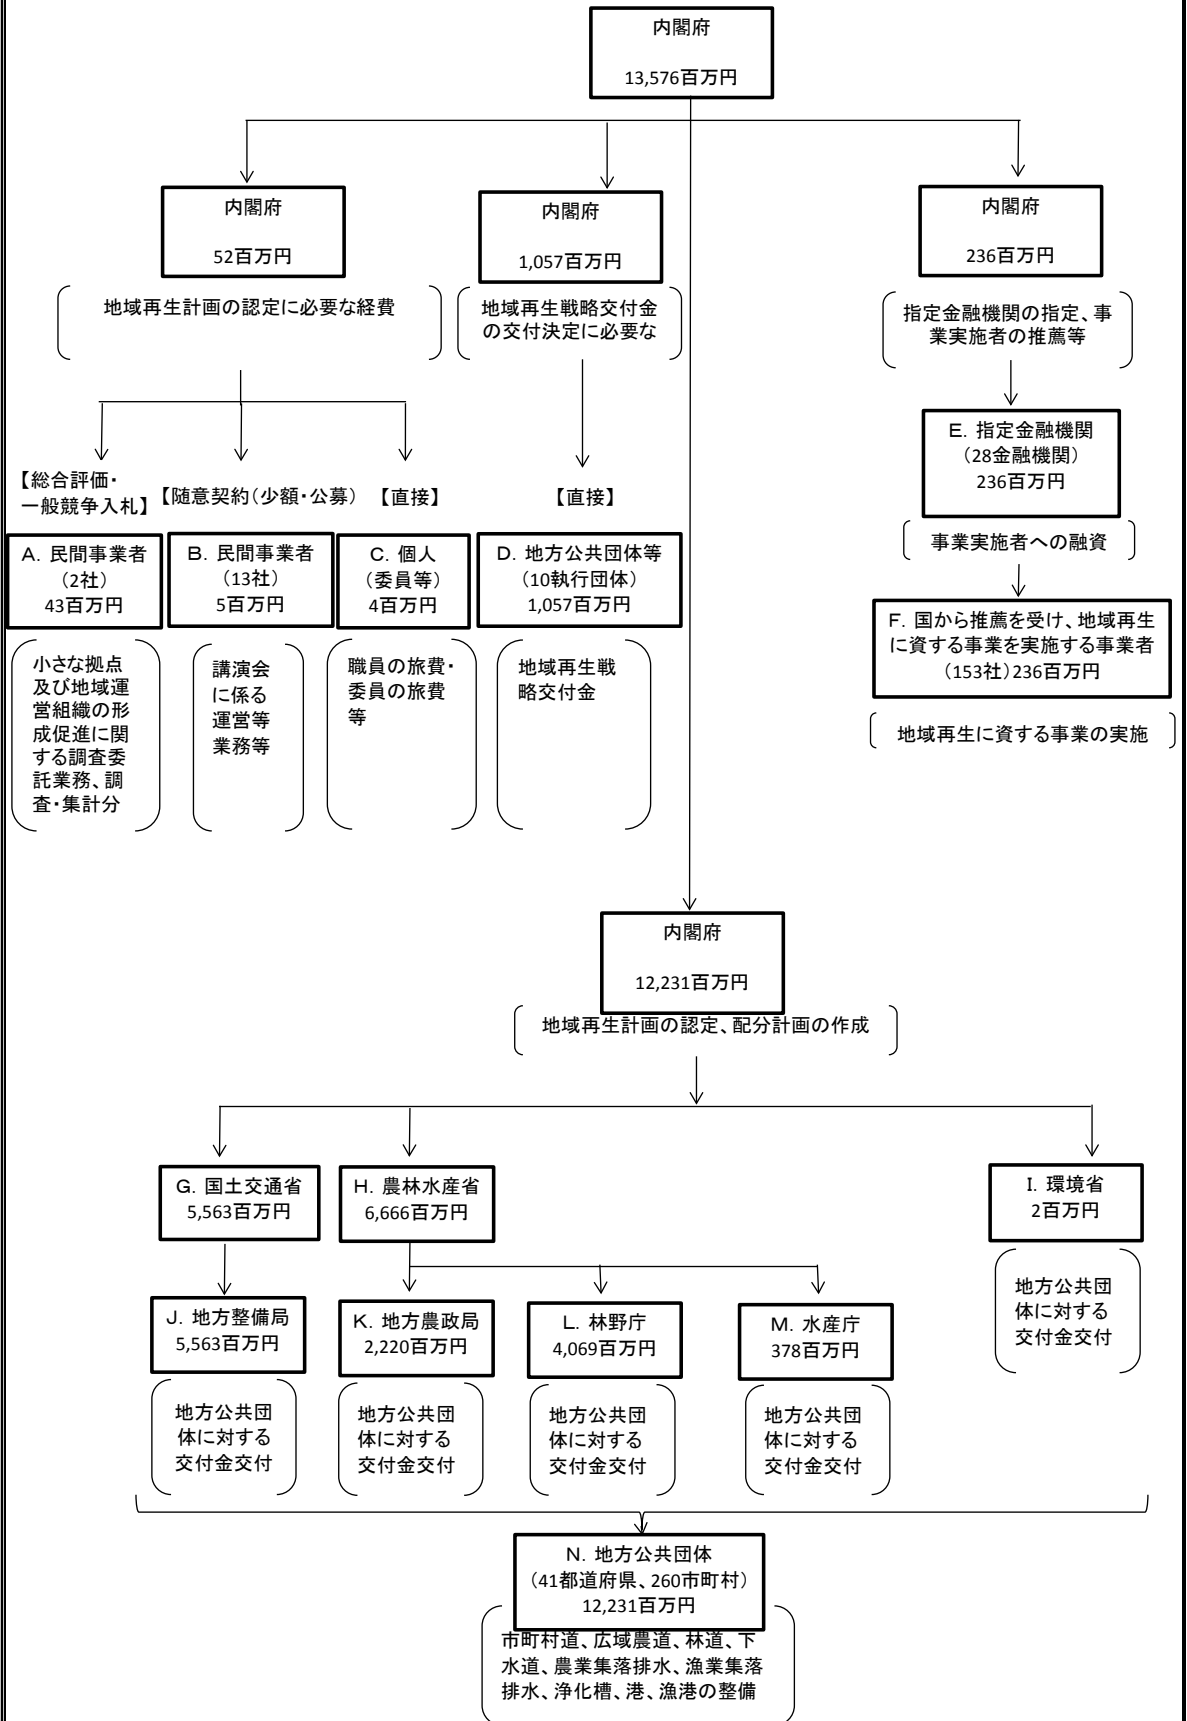 内閣府
13,576百万円
内閣府
52百万円
内閣府
1,057百万円
内閣府
236百万円
地域再生計画の認定に必要な経費
地域再生戦略交付金
の交付決定に必要な
指定金融機関の指定、事
業実施者の推薦等
E. 指定金融機関
(28金融機関)
236百万円
事業実施者への融資
F. 国から推薦を受け、地域再生
に資する事業を実施する事業者
(153社)236百万円
地域再生に資する事業の実施
【総合評価・
一般競争入札】
【随意契約(少額・公募)
【直接】
【直接】
A. 民間事業者
(2社)
43百万円
B. 民間事業者
(13社)
5百万円
C. 個人
(委員等)
4百万円
D. 地方公共団体等
(10執行団体)
1,057百万円
小さな拠点
及び地域運
営組織の形
成促進に関
する調査委
託業務、調
査・集計分
講演会
に係る
運営等
業務等
職員の旅費・
委員の旅費
等
地域再生戦
略交付金
内閣府
12,231百万円
地域再生計画の認定、配分計画の作成
G. 国土交通省
5,563百万円
H. 農林水産省
6,666百万円
I. 環境省
2百万円
地方公共団
体に対する
交付金交付
J. 地方整備局
5,563百万円
K. 地方農政局
2,220百万円
L. 林野庁
4,069百万円
M. 水産庁
378百万円
地方公共団
体に対する
交付金交付
地方公共団
体に対する
交付金交付
地方公共団
体に対する
交付金交付
地方公共団
体に対する
交付金交付
N. 地方公共団体
(41都道府県、260市町村)
12,231百万円
市町村道、広域農道、林道、下
水道、農業集落排水、漁業集落
排水、浄化槽、港、漁港の整備